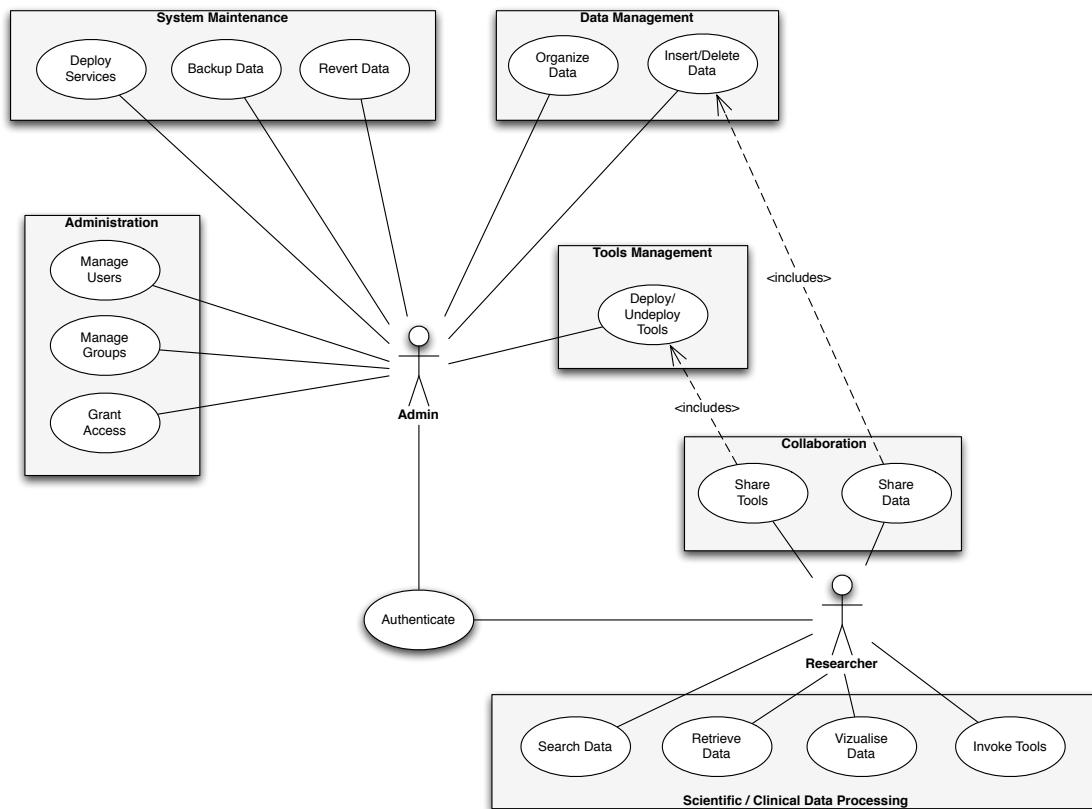 System Maintenance
Deploy
Services
Backup Data
Revert Data
Data Management
Organize
Data
Insert/Delete
Data
Administration
Manage
Users
Manage
Groups
Grant
Access
Tools Management
Deploy/
Undeploy
Tools
<includes>
<includes>
Admin
Collaboration
Share
Tools
Share
Data
Authenticate
Researcher
Search Data
Retrieve
Data
Vizualise
Data
Invoke Tools
Scientific / Clinical Data Processing